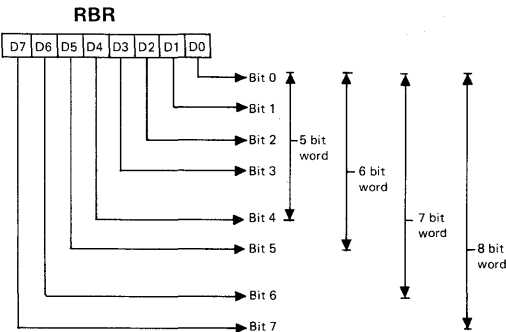 RBR
D7 D6 D5 D4 D3 D2 D1 D0
Bit 0
Bit 1
Bit 2
5 bit
word
Bit 3
6 bit
word
Bit 4
7 bit
word
Bit 5
8 bit
word
Bit 6
Bit 7